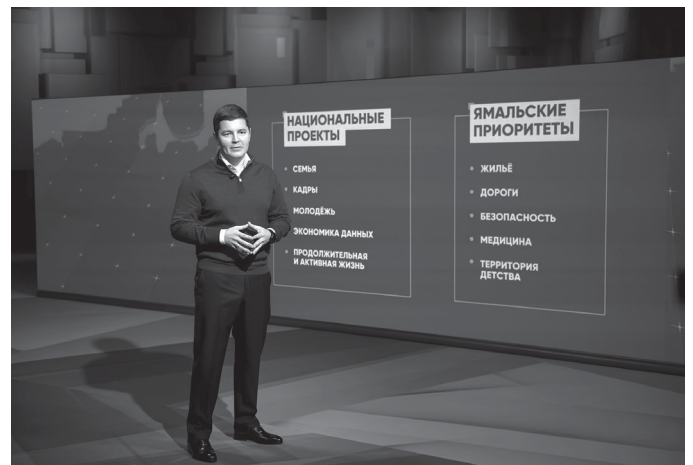 НАЦИОНАЛЬНЫЕ
ПРОЕКТЫ
СЕМЬЯ
КАДРЫ
МОЛОДЁЖЬ
ЭКОНОМИКА ДАННЫХ
ПРОДОЛЖИТЕЛЬНАЯ
И АКТИВНАЯ ЖИЗНЬ
ЯМАЛЬСКИЕ
ПРИОРИТЕТЫ
ЖИЛЬЁ
ДОРОГИ
БЕЗОПАСНОСТЬ
МЕДИЦИНА
ТЕРРИТОРИЯ
ДЕТСТВА